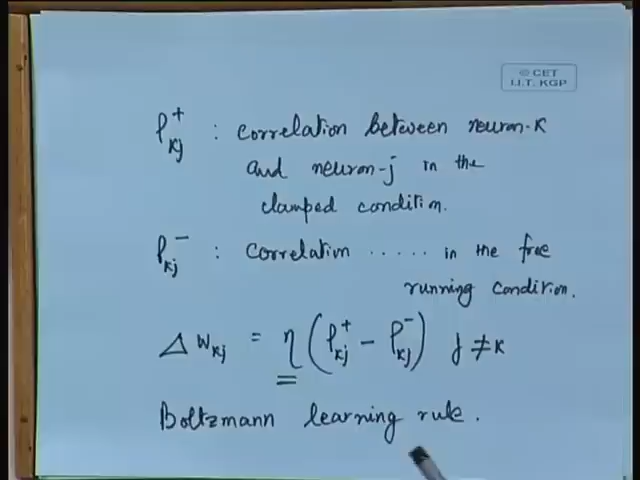 © CET
I.I.T. KGP
ρ⁺kj : correlation between neuron-k
and neuron-j in the
clamped condition.
ρ⁻kj : correlation ...... in the free
running condition.
Δwkj = η (ρ⁺kj − ρ⁻kj) j ≠ k
Boltzmann learning rule.